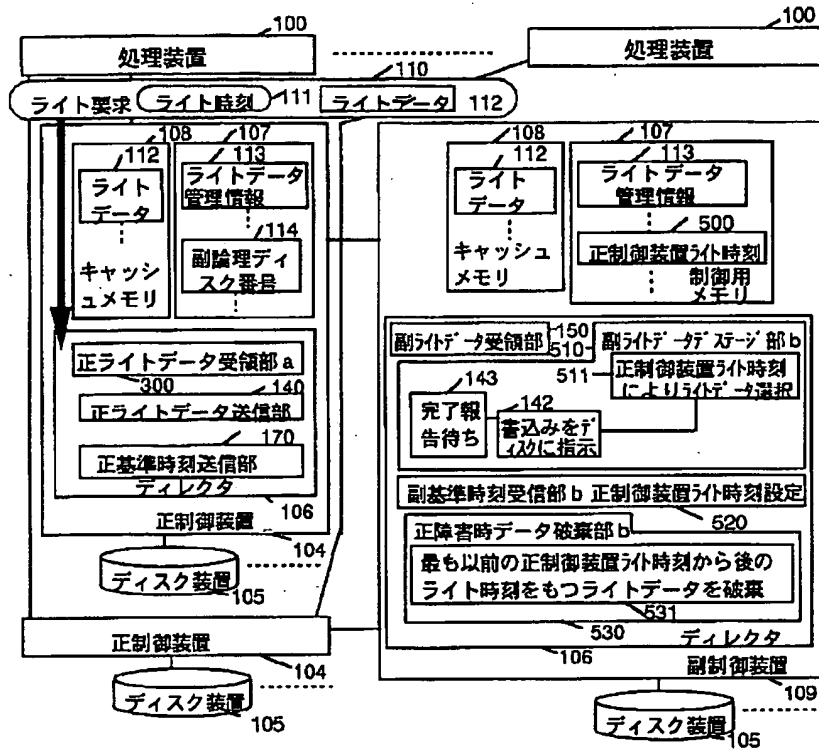 100
処理装置
100
処理装置
110
ライト要求
ライト時刻
111
ライトデータ
112
108
107
112
113
ライト
データ
ライトデータ
管理情報
114
副論理ディ
スク番号
キャッシ
ュメモリ
正ライトデータ受領部a
300
140
正ライトデータ送信部
170
正基準時刻送信部
ディレクタ
106
正制御装置
104
ディスク装置
105
正制御装置
104
ディスク装置
105
108
107
112
113
ライト
データ
ライトデータ
管理情報
500
正制御装置ライト時刻
キャッシ
ュメモリ
制御用
メモリ
副ライトデータ受領部
150
510
副ライトデータデステージ部b
511
正制御装置ライト時刻
によりライトデータ選択
143
完了報
告待ち
142
書込みをデ
ィスクに指示
副基準時刻受信部b 正制御装置ライト時刻設定
520
正障害時データ破棄部b
最も以前の正制御装置ライト時刻から後の
ライト時刻をもつライトデータを破棄
531
530
ディレクタ
106
副制御装置
109
ディスク装置
105